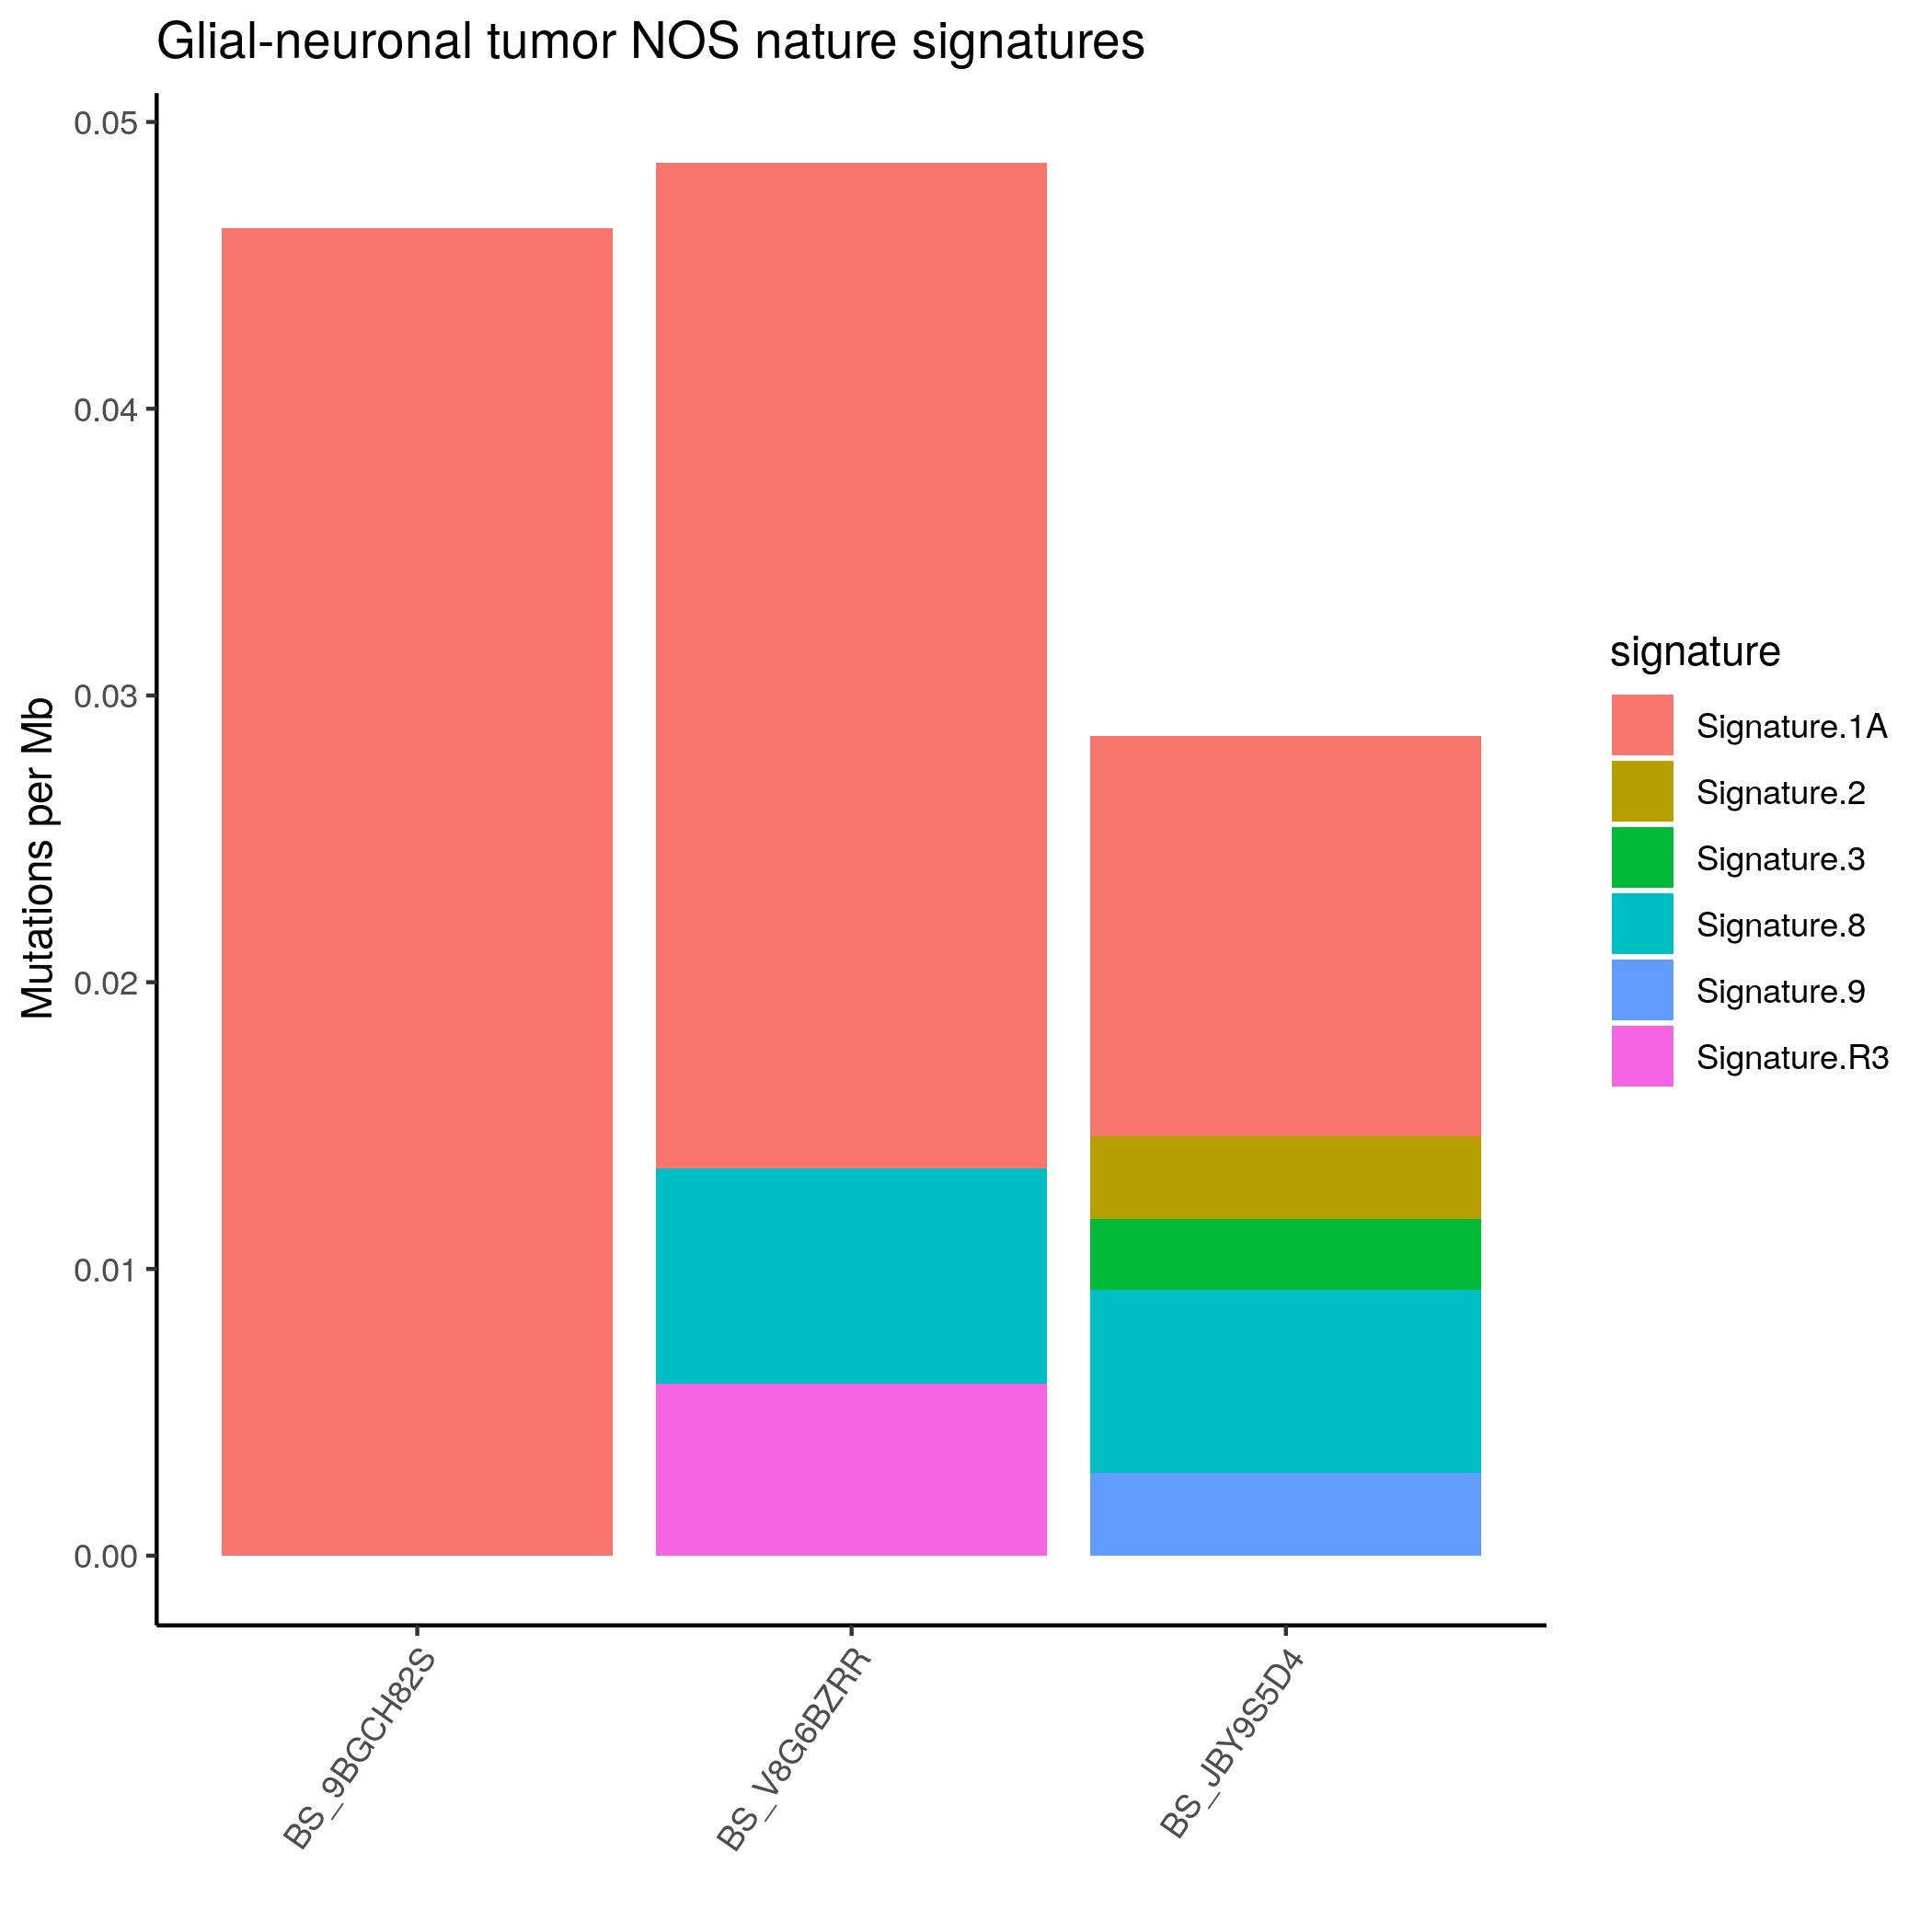 Glial-neuronal tumor NOS nature signatures
Mutations per Mb
0.05
0.04
0.03
0.02
0.01
0.00
BS_9BGCH82S
BS_V8G6BZRR
BS_JBY9S5D4
signature
Signature.1A
Signature.2
Signature.3
Signature.8
Signature.9
Signature.R3